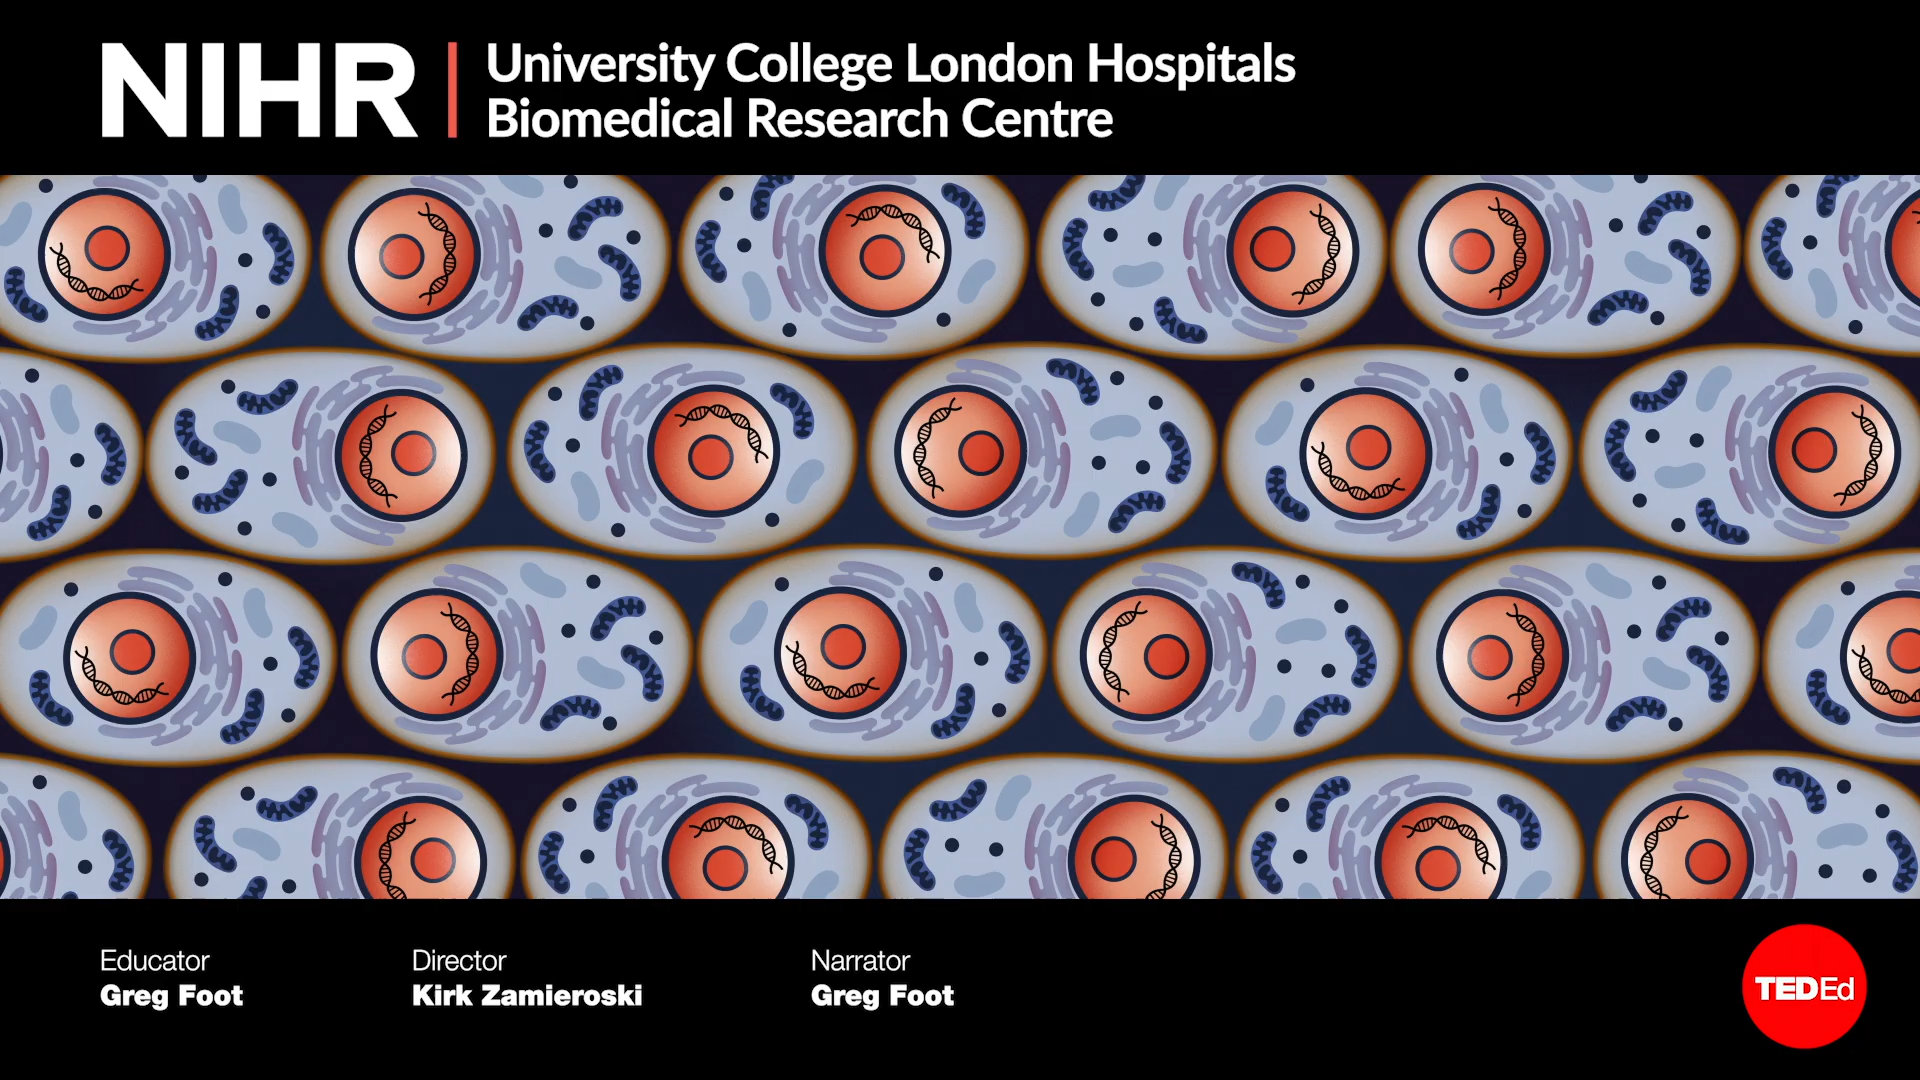 NIHR
University College London Hospitals
Biomedical Research Centre
Educator
Greg Foot
Director
Kirk Zamieroski
Narrator
Greg Foot
TEDEd